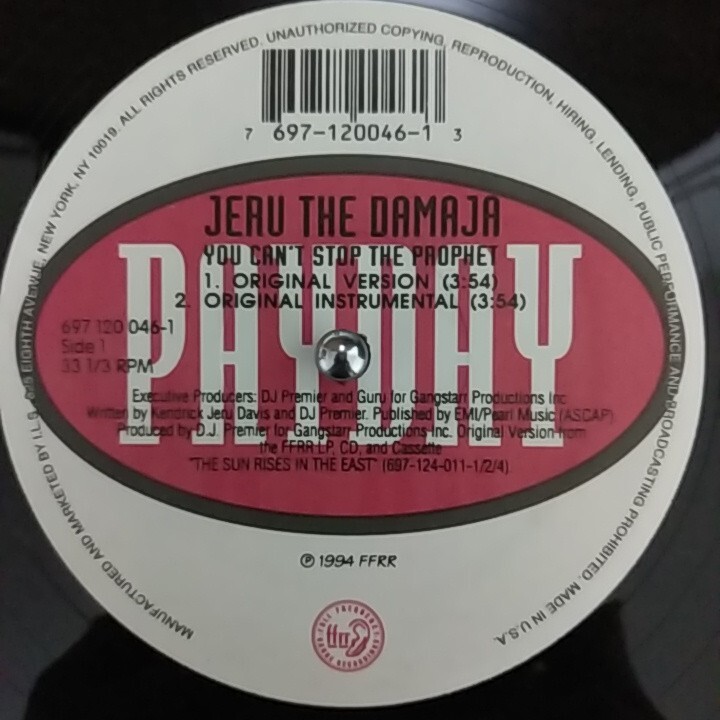 MANUFACTURED AND MARKETED BY I.L.S. 825 EIGHTH AVENUE, NEW YORK, NY 10019. ALL RIGHTS RESERVED. UNAUTHORIZED COPYING, REPRODUCTION, HIRING, LENDING, PUBLIC PERFORMANCE AND BROADCASTING PROHIBITED. MADE IN U.S.A.
7 697-120046-1 3
PAYDAY
JERU THE DAMAJA
YOU CAN'T STOP THE PROPHET
1. ORIGINAL VERSION (3:54)
2. ORIGINAL INSTRUMENTAL (3:54)
697 120 046-1
Side 1
33 1/3 RPM
Executive Producers: DJ Premier and Guru for Gangstarr Productions Inc
Written by Kendrick Jeru Davis and DJ Premier. Published by EMI/Pearl Music (ASCAP)
Produced by D.J. Premier for Gangstarr Productions Inc. Original Version from
the FFRR LP, CD, and Cassette
"THE SUN RISES IN THE EAST" (697-124-011-1/2/4)
℗ 1994 FFRR
FULL FREQUENCY
ffrr
RANGE RECORDINGS